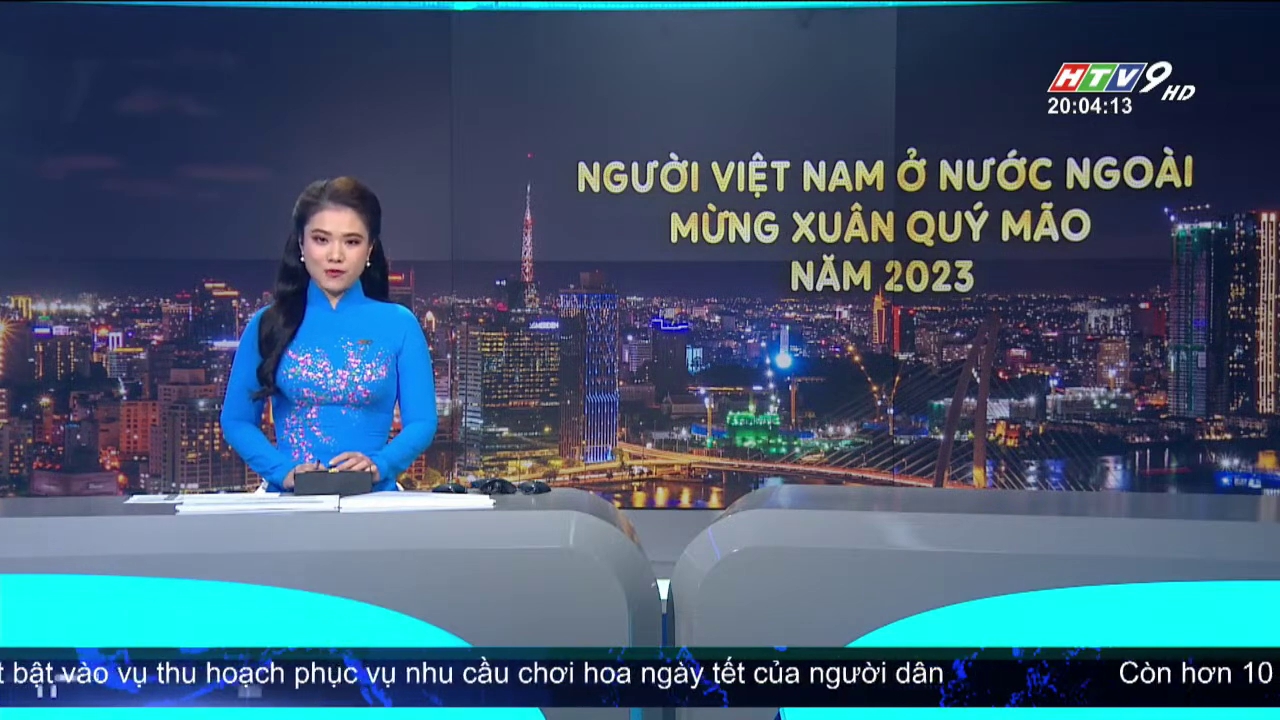 HTV9 HD
20:04:13
NGƯỜI VIỆT NAM Ở NƯỚC NGOÀI
MỪNG XUÂN QUÝ MÃO
NĂM 2023
t bật vào vụ thu hoạch phục vụ nhu cầu chơi hoa ngày tết của người dân
Còn hơn 10